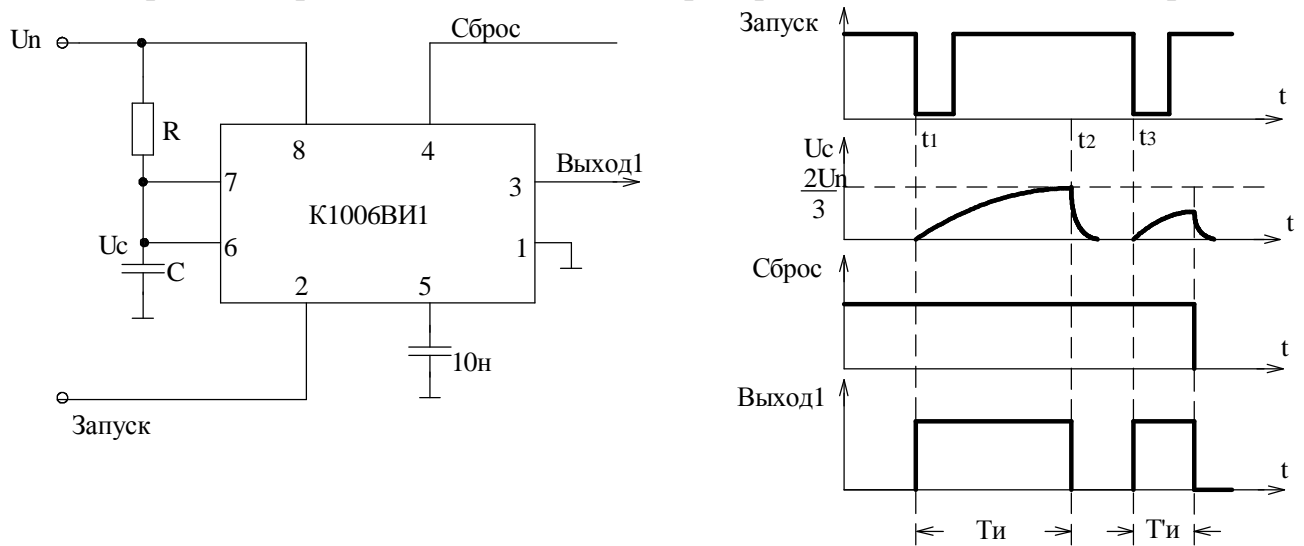 Uп
Сброс
R
8
4
7
3
Выход1
К1006ВИ1
Uc
6
1
C
2
5
10н
Запуск
Запуск
t
t1
t2
t3
Uc
2Uп
3
t
Сброс
t
Выход1
t
Tи
T'и